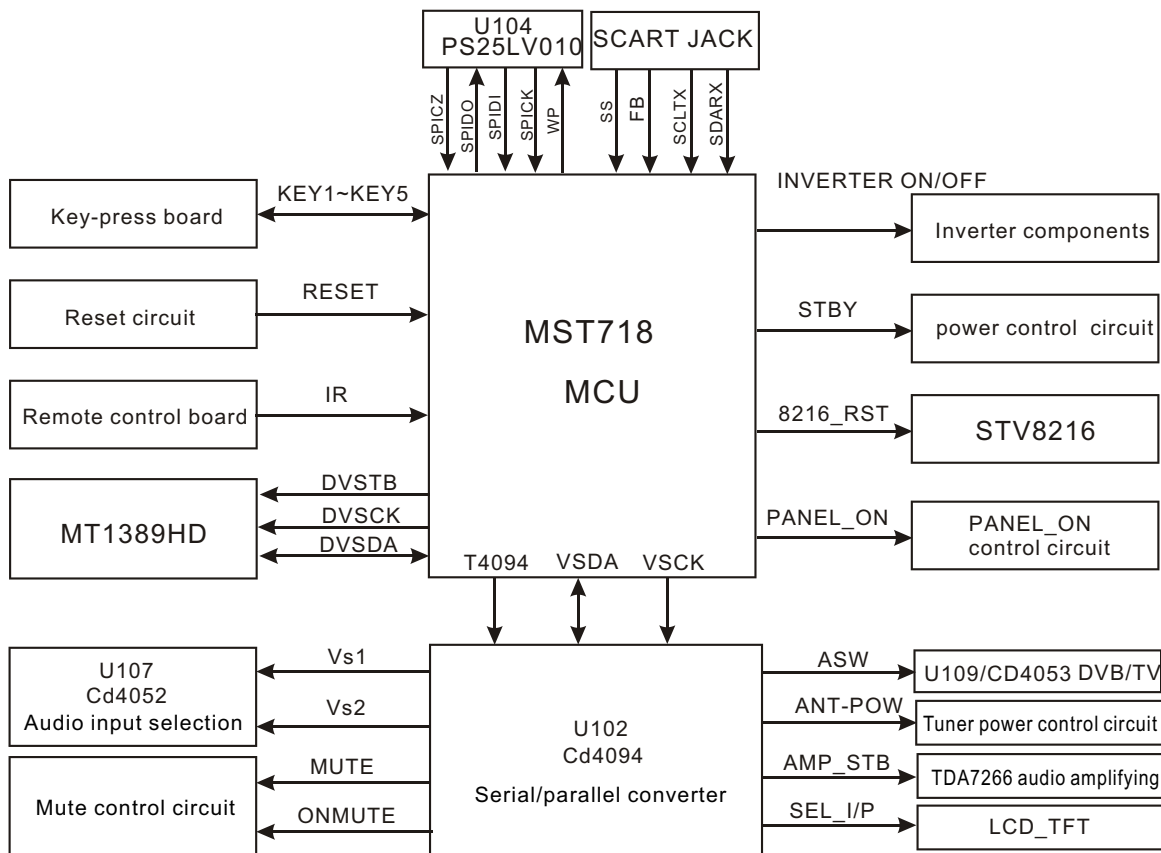 U104
PS25LV010
SCART JACK
SPICZ
SPIDO
SPIDI
SPICK
WP
SS
FB
SCLTX
SDARX
Key-press board
KEY1~KEY5
INVERTER ON/OFF
Inverter components
Reset circuit
RESET
MST718
MCU
STBY
power control circuit
Remote control board
IR
8216_RST
STV8216
MT1389HD
DVSTB
DVSCK
DVSDA
PANEL_ON
PANEL_ON
control circuit
T4094
VSDA
VSCK
U107
Cd4052
Audio input selection
Vs1
Vs2
U102
Cd4094
Serial/parallel converter
ASW
U109/CD4053 DVB/TV
ANT-POW
Tuner power control circuit
Mute control circuit
MUTE
ONMUTE
AMP_STB
TDA7266 audio amplifying
SEL_I/P
LCD_TFT